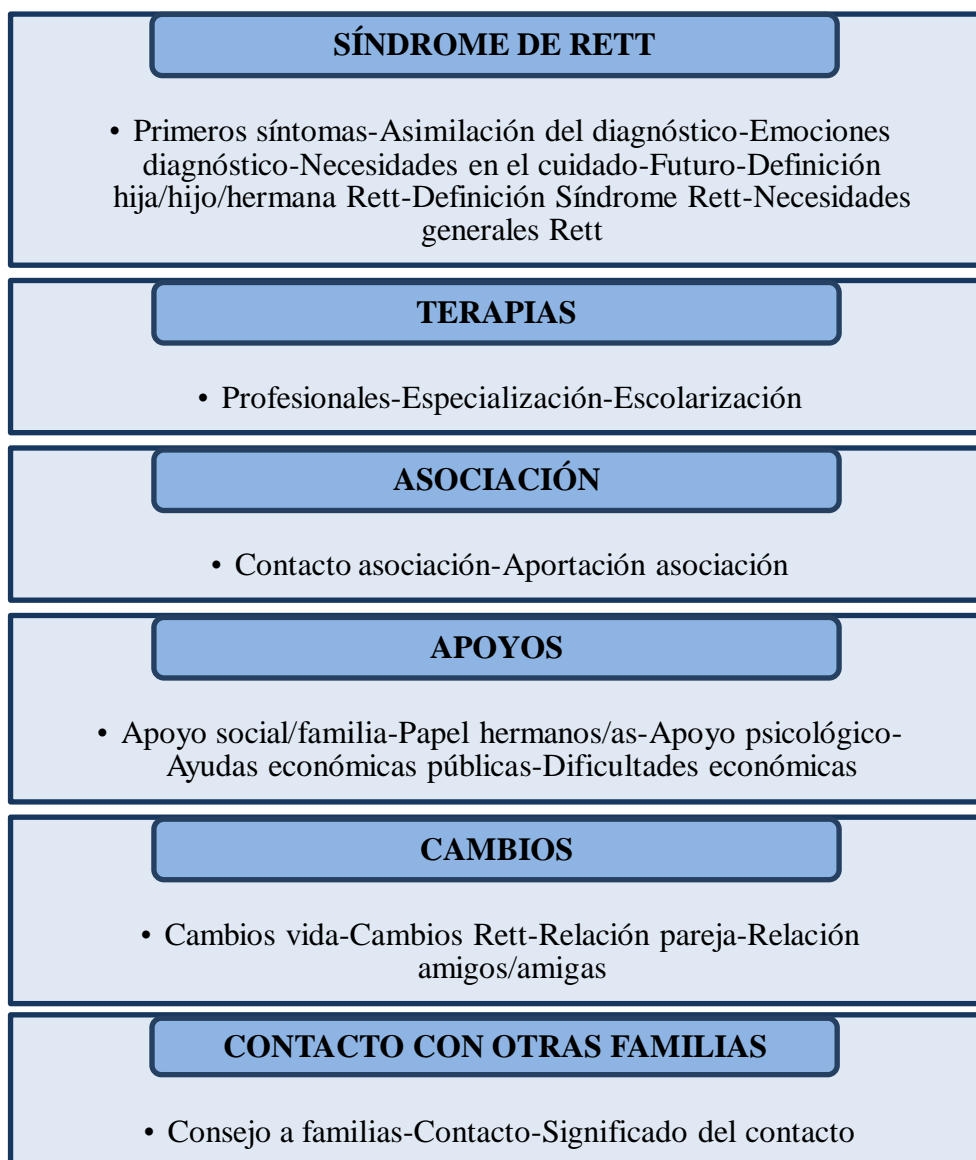 SÍNDROME DE RETT
• Primeros síntomas-Asimilación del diagnóstico-Emociones
diagnóstico-Necesidades en el cuidado-Futuro-Definición
hija/hijo/hermana Rett-Definición Síndrome Rett-Necesidades
generales Rett
TERAPIAS
• Profesionales-Especialización-Escolarización
ASOCIACIÓN
• Contacto asociación-Aportación asociación
APOYOS
• Apoyo social/familia-Papel hermanos/as-Apoyo psicológico-
Ayudas económicas públicas-Dificultades económicas
CAMBIOS
• Cambios vida-Cambios Rett-Relación pareja-Relación
amigos/amigas
CONTACTO CON OTRAS FAMILIAS
• Consejo a familias-Contacto-Significado del contacto